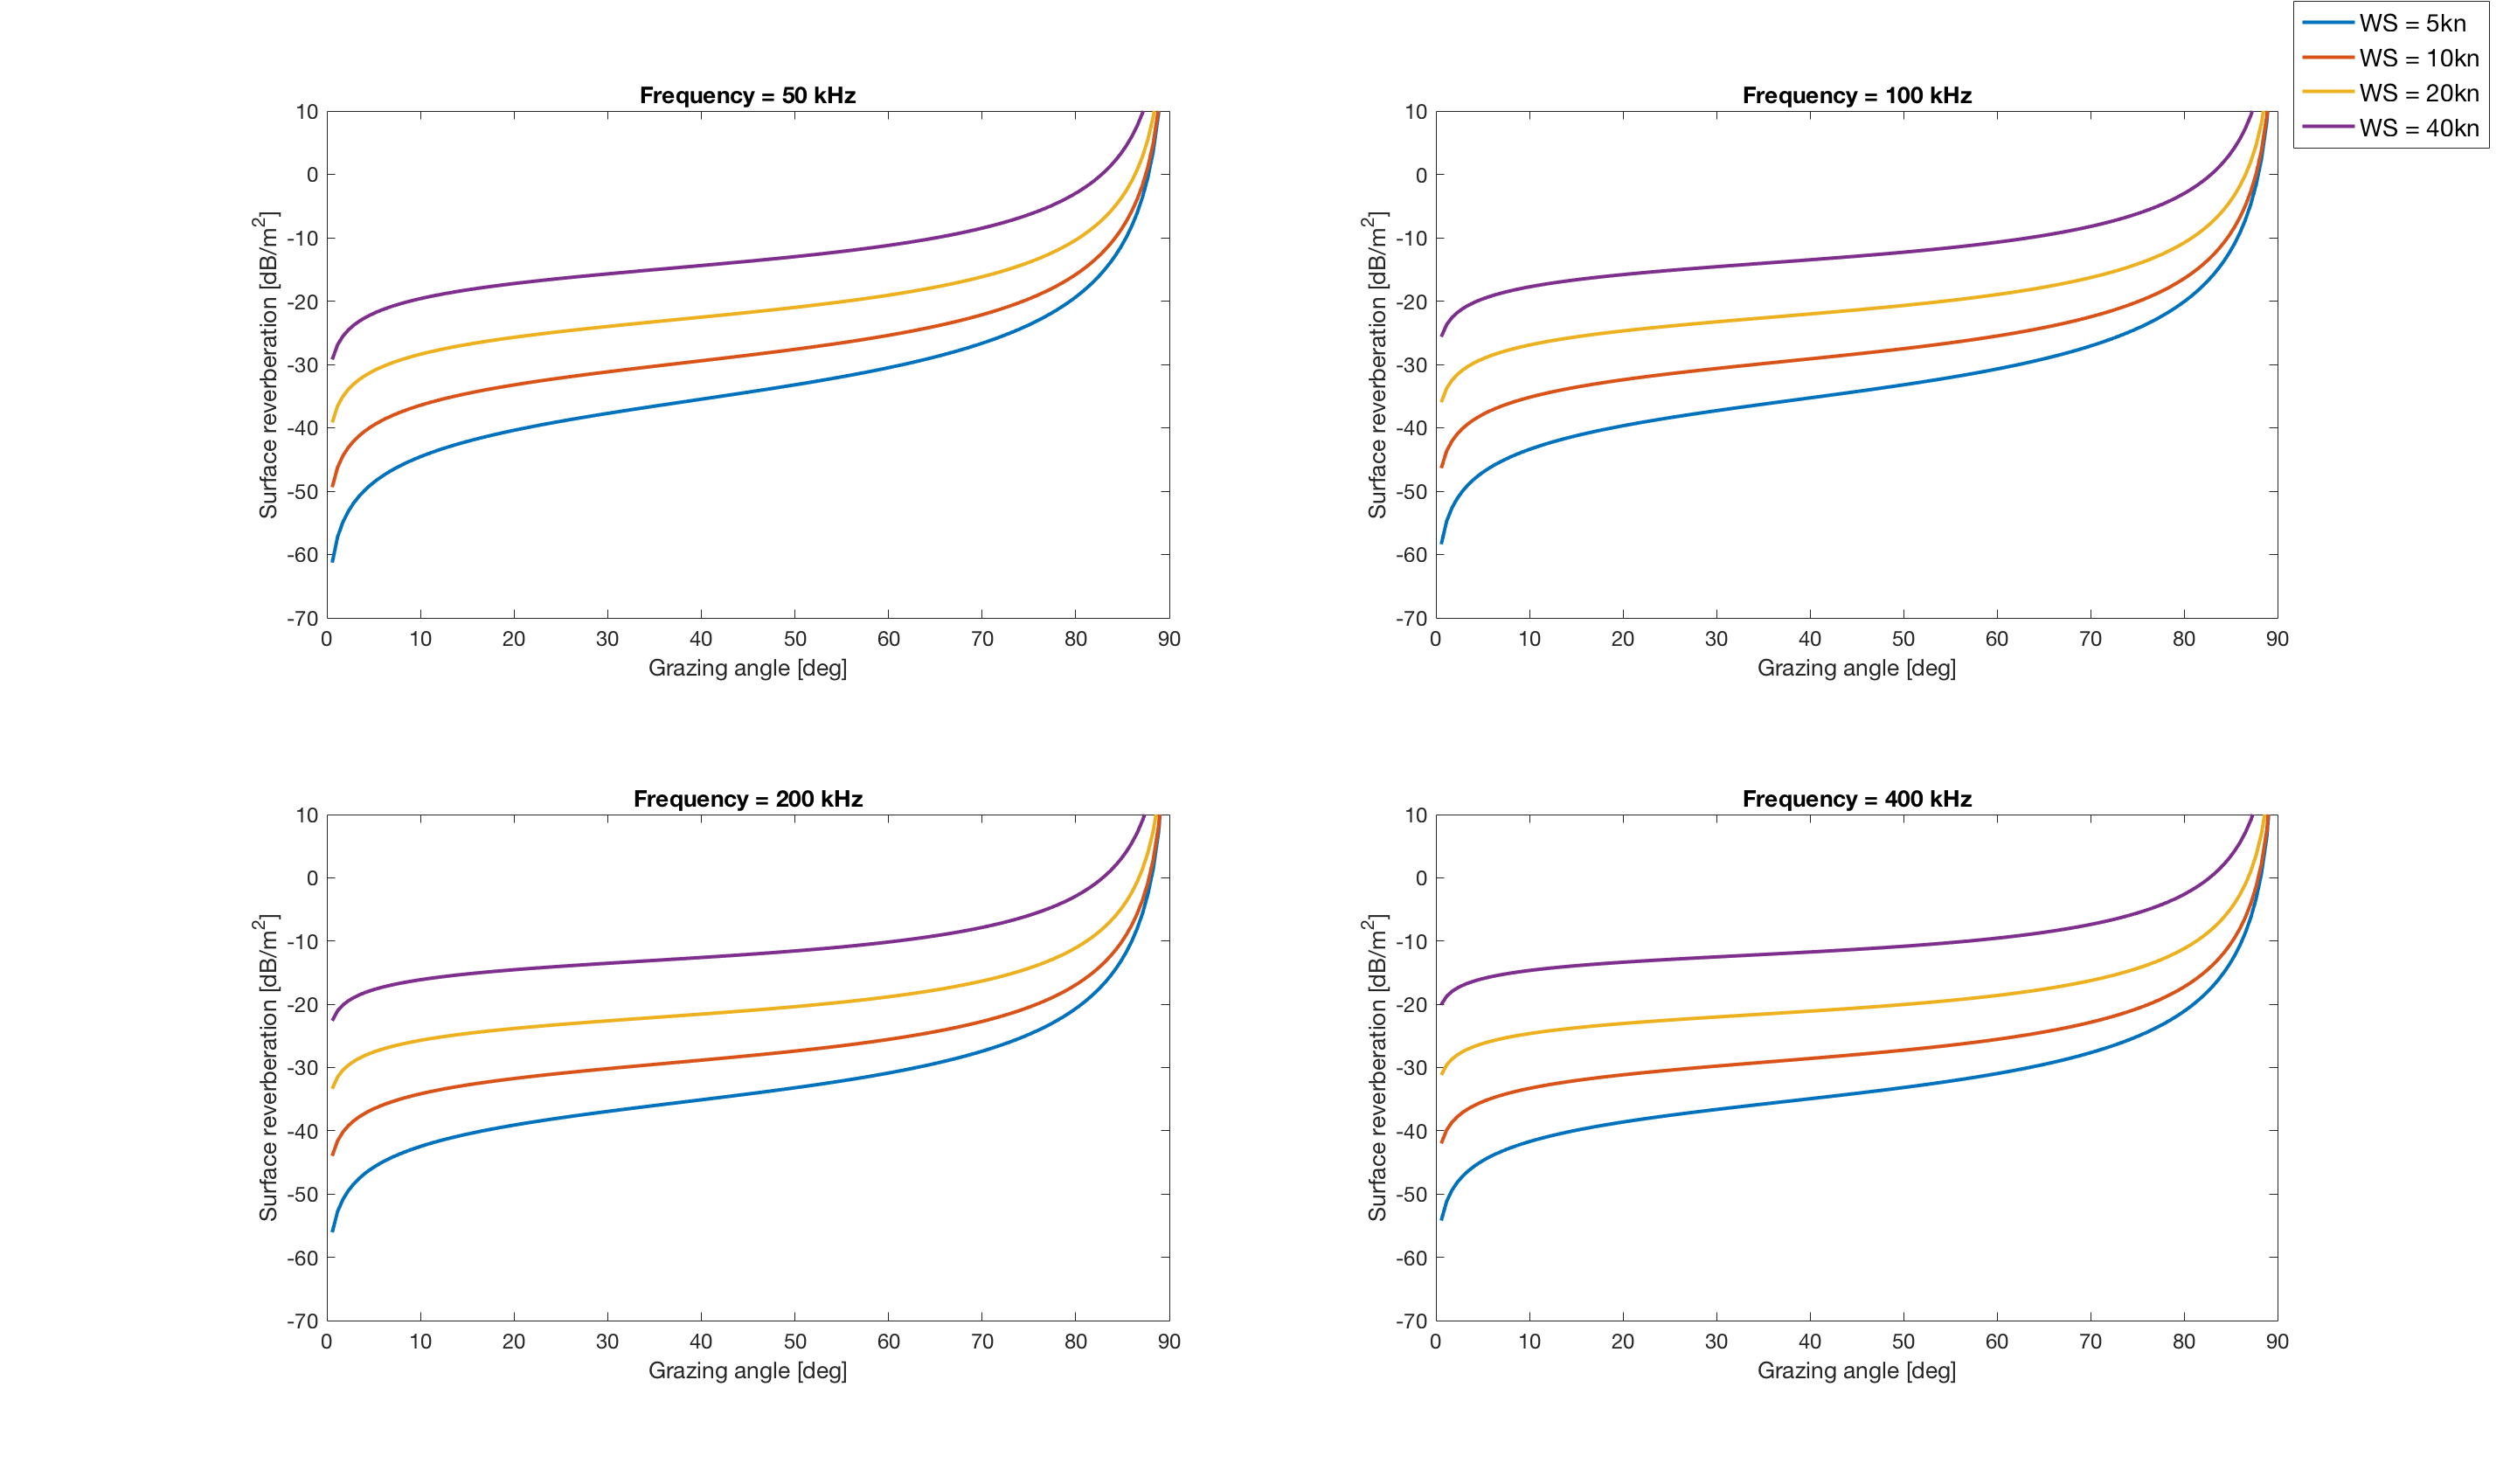 WS = 5kn
WS = 10kn
WS = 20kn
WS = 40kn
Frequency = 50 kHz
10
0
-10
-20
-30
-40
-50
-60
-70
Surface reverberation [dB/m²]
0 10 20 30 40 50 60 70 80 90
Grazing angle [deg]
Frequency = 100 kHz
10
0
-10
-20
-30
-40
-50
-60
-70
Surface reverberation [dB/m²]
0 10 20 30 40 50 60 70 80 90
Grazing angle [deg]
Frequency = 200 kHz
10
0
-10
-20
-30
-40
-50
-60
-70
Surface reverberation [dB/m²]
0 10 20 30 40 50 60 70 80 90
Grazing angle [deg]
Frequency = 400 kHz
10
0
-10
-20
-30
-40
-50
-60
-70
Surface reverberation [dB/m²]
0 10 20 30 40 50 60 70 80 90
Grazing angle [deg]